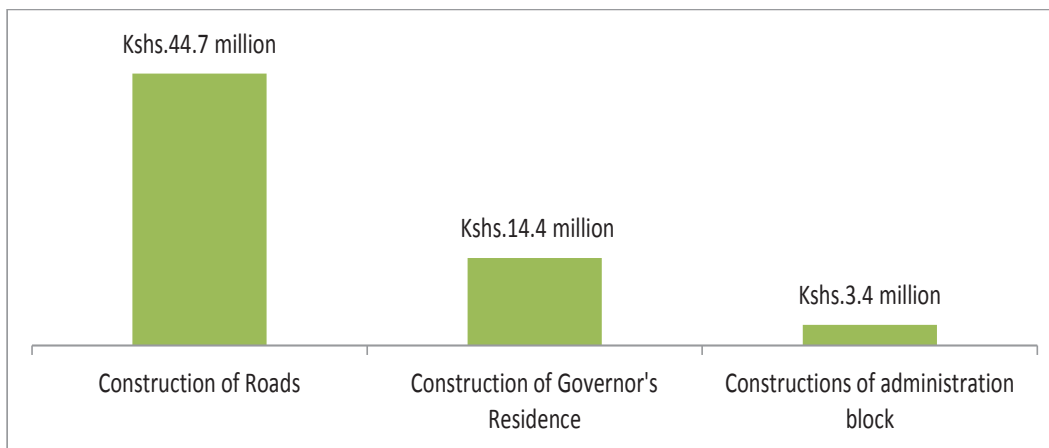 Kshs.44.7 million
Kshs.14.4 million
Kshs.3.4 million
Construction of Roads
Construction of Governor's
Residence
Constructions of administration
block